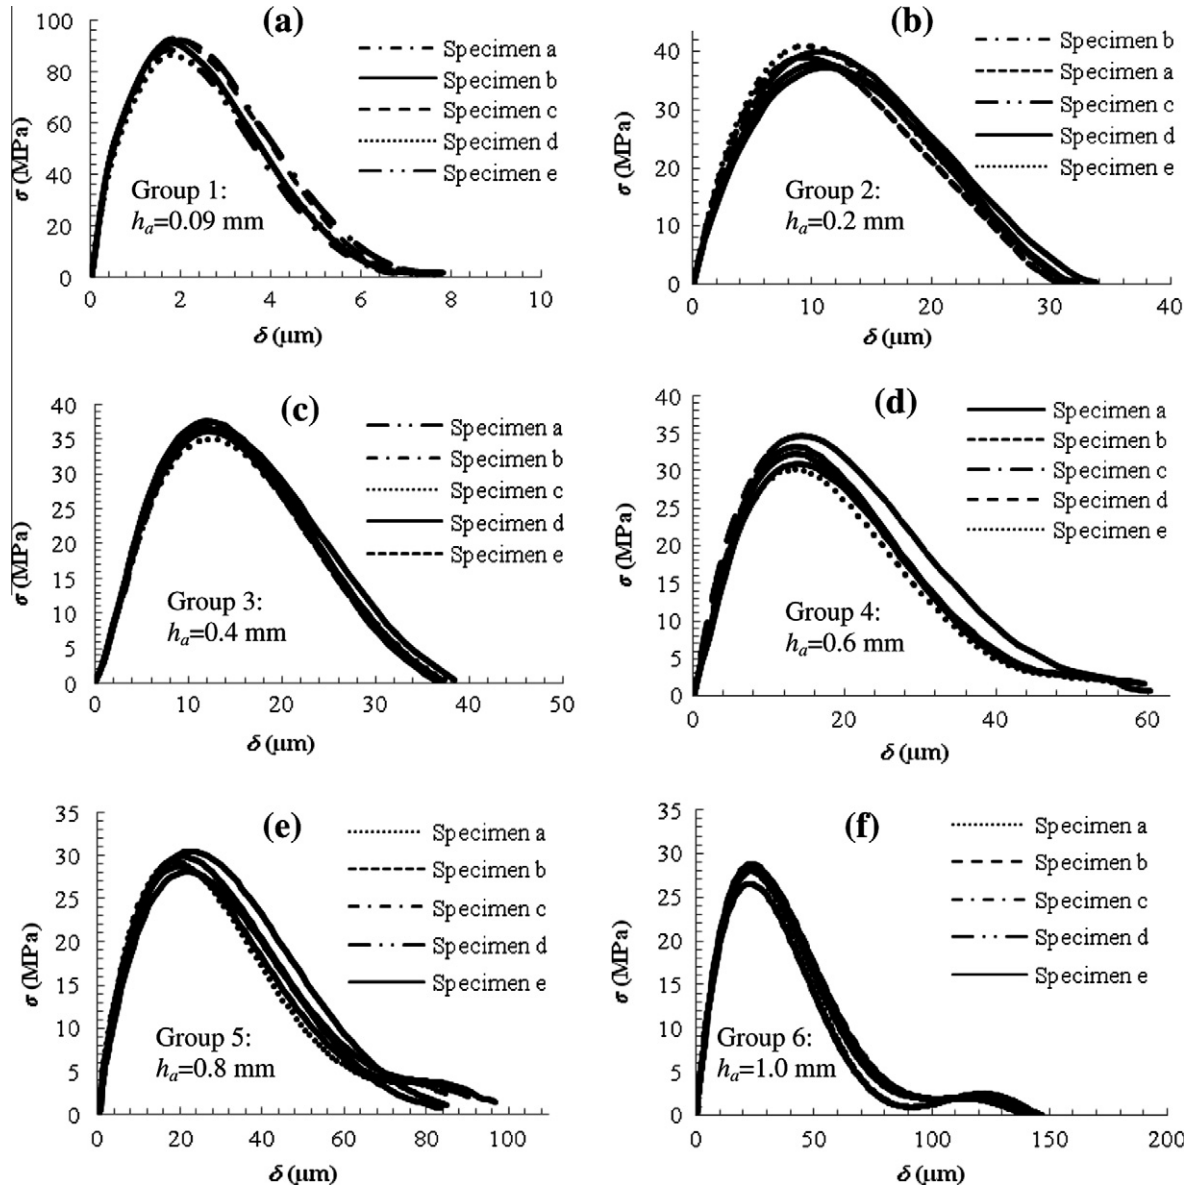 (a)
σ (MPa)
100
80
60
40
20
0
0 2 4 6 8 10
δ (μm)
Specimen a
Specimen b
Specimen c
Specimen d
Specimen e
Group 1:
hₐ=0.09 mm
(b)
σ (MPa)
40
30
20
10
0
0 10 20 30 40
δ (μm)
Specimen b
Specimen a
Specimen c
Specimen d
Specimen e
Group 2:
hₐ=0.2 mm
(c)
σ (MPa)
40
35
30
25
20
15
10
5
0
0 10 20 30 40 50
δ (μm)
Specimen a
Specimen b
Specimen c
Specimen d
Specimen e
Group 3:
hₐ=0.4 mm
(d)
σ (MPa)
40
35
30
25
20
15
10
5
0
0 20 40 60
δ (μm)
Specimen a
Specimen b
Specimen c
Specimen d
Specimen e
Group 4:
hₐ=0.6 mm
(e)
σ (MPa)
35
30
25
20
15
10
5
0
0 20 40 60 80 100
δ (μm)
Specimen a
Specimen b
Specimen c
Specimen d
Specimen e
Group 5:
hₐ=0.8 mm
(f)
σ (MPa)
35
30
25
20
15
10
5
0
0 50 100 150 200
δ (μm)
Specimen a
Specimen b
Specimen c
Specimen d
Specimen e
Group 6:
hₐ=1.0 mm